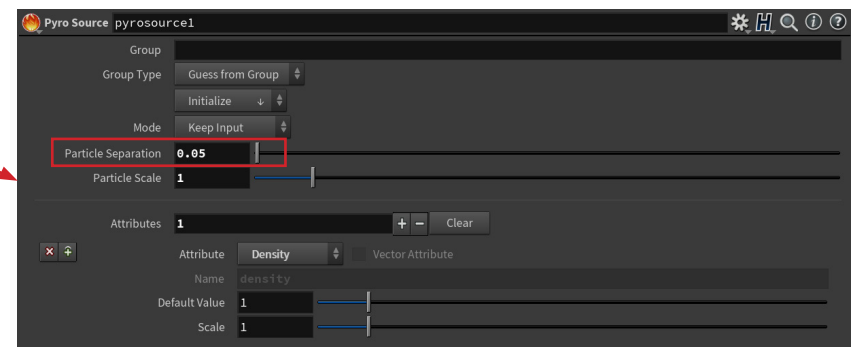 Pyro Source pyrosource1
Group
Group Type Guess from Group
Initialize
Mode Keep Input
Particle Separation 0.05
Particle Scale 1
Attributes 1 + − Clear
Attribute Density Vector Attribute
Name density
Default Value 1
Scale 1